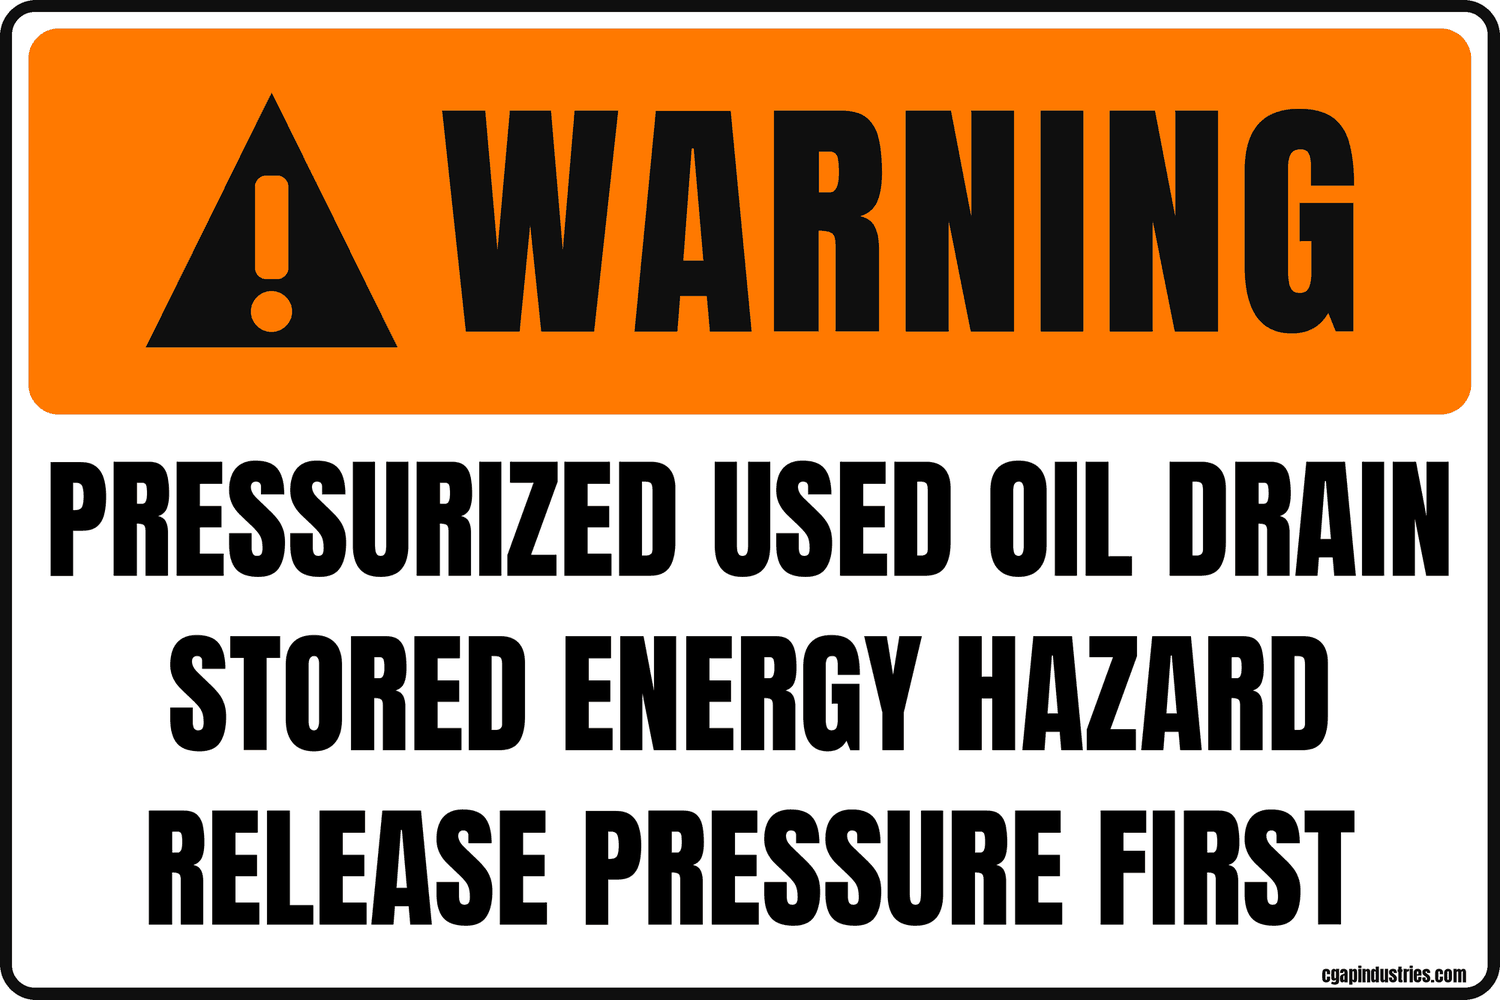 WARNING
PRESSURIZED USED OIL DRAIN
STORED ENERGY HAZARD
RELEASE PRESSURE FIRST
cgapindustries.com